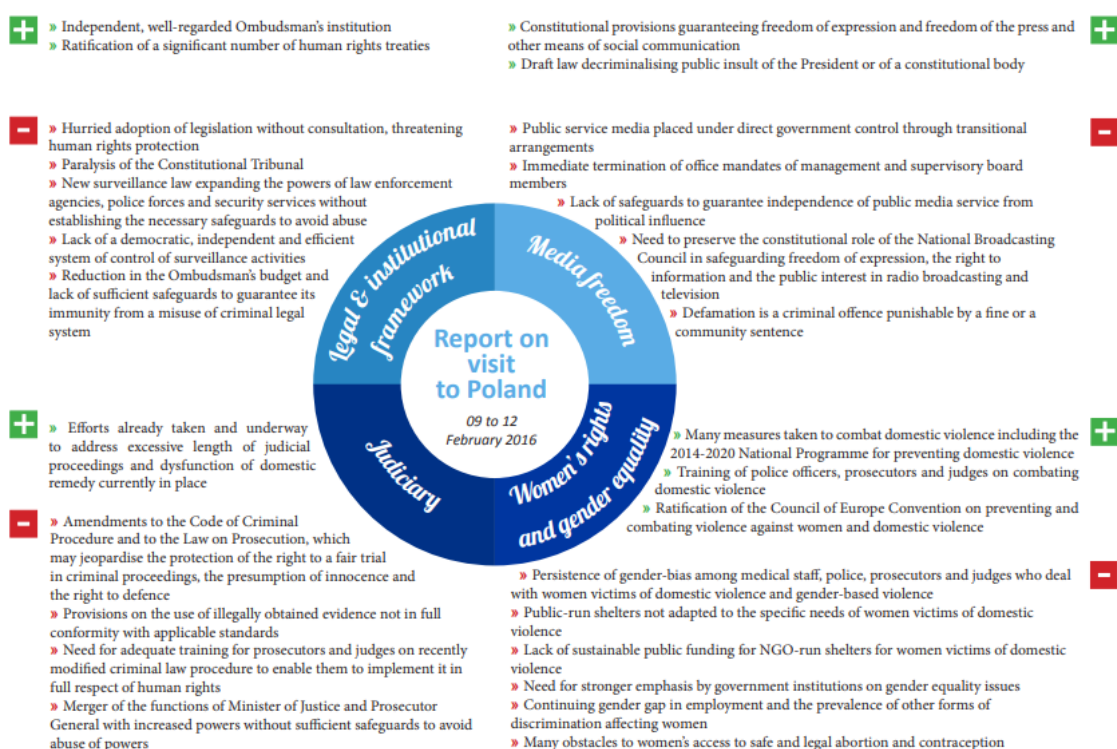 » Independent, well-regarded Ombudsman's institution
» Ratification of a significant number of human rights treaties
» Hurried adoption of legislation without consultation, threatening
human rights protection
» Paralysis of the Constitutional Tribunal
» New surveillance law expanding the powers of law enforcement
agencies, police forces and security services without
establishing the necessary safeguards to avoid abuse
» Lack of a democratic, independent and efficient
system of control of surveillance activities
» Reduction in the Ombudsman's budget and
lack of sufficient safeguards to guarantee its
immunity from a misuse of criminal legal
system
» Constitutional provisions guaranteeing freedom of expression and freedom of the press and
other means of social communication
» Draft law decriminalising public insult of the President or of a constitutional body
» Public service media placed under direct government control through transitional
arrangements
» Immediate termination of office mandates of management and supervisory board
members
» Lack of safeguards to guarantee independence of public media service from
political influence
» Need to preserve the constitutional role of the National Broadcasting
Council in safeguarding freedom of expression, the right to
information and the public interest in radio broadcasting and
television
» Defamation is a criminal offence punishable by a fine or a
community sentence
Legal & institutional
framework
Media freedom
Report on
visit
to Poland
09 to 12
February 2016
Judiciary
Women's rights
and gender equality
» Efforts already taken and underway
to address excessive length of judicial
proceedings and dysfunction of domestic
remedy currently in place
» Amendments to the Code of Criminal
Procedure and to the Law on Prosecution, which
may jeopardise the protection of the right to a fair trial
in criminal proceedings, the presumption of innocence and
the right to defence
» Provisions on the use of illegally obtained evidence not in full
conformity with applicable standards
» Need for adequate training for prosecutors and judges on recently
modified criminal law procedure to enable them to implement it in
full respect of human rights
» Merger of the functions of Minister of Justice and Prosecutor
General with increased powers without sufficient safeguards to avoid
abuse of powers
» Many measures taken to combat domestic violence including the
2014-2020 National Programme for preventing domestic violence
» Training of police officers, prosecutors and judges on combating
domestic violence
» Ratification of the Council of Europe Convention on preventing and
combating violence against women and domestic violence
» Persistence of gender-bias among medical staff, police, prosecutors and judges who deal
with women victims of domestic violence and gender-based violence
» Public-run shelters not adapted to the specific needs of women victims of domestic
violence
» Lack of sustainable public funding for NGO-run shelters for women victims of domestic
violence
» Need for stronger emphasis by government institutions on gender equality issues
» Continuing gender gap in employment and the prevalence of other forms of
discrimination affecting women
» Many obstacles to women's access to safe and legal abortion and contraception